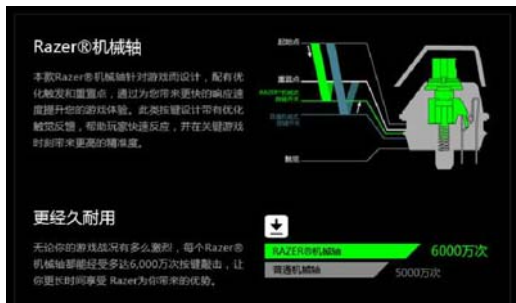 Razer®机械轴
本款Razer®机械轴针对游戏而设计，配有优
化触发和重置点，通过为您带来更快的响应速
度提升您的游戏体验。此类按键设计带有优化
触觉反馈，帮助玩家快速反应，并在关键游戏
时刻带来更高的精准度。
起始点
重置点
触底
更经久耐用
无论你的游戏战况有多么激烈，每个Razer®
机械轴都能经受多达6,000万次按键敲击，让
你更长时间享受 Razer为你带来的优势。
RAZER®机械轴
6000万次
普通机械轴
5000万次